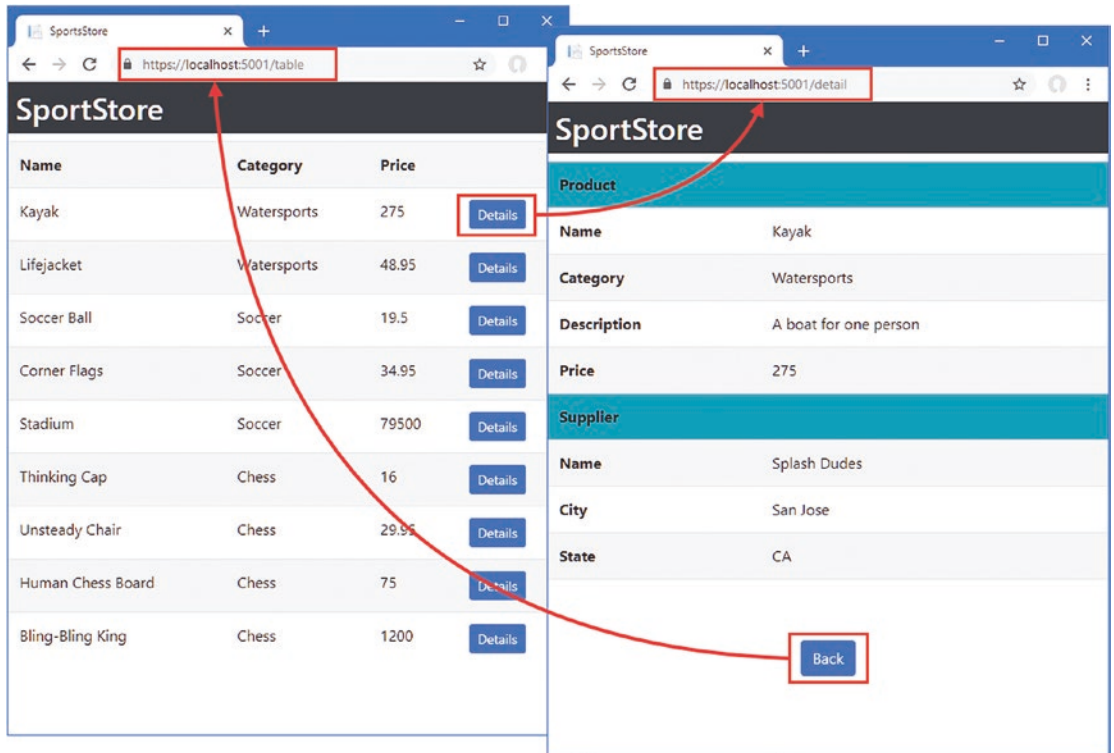 SportsStore
https://localhost:5001/table
SportStore
Name Category Price
Kayak Watersports 275 Details
Lifejacket Watersports 48.95 Details
Soccer Ball Soccer 19.5 Details
Corner Flags Soccer 34.95 Details
Stadium Soccer 79500 Details
Thinking Cap Chess 16 Details
Unsteady Chair Chess 29.95 Details
Human Chess Board Chess 75 Details
Bling-Bling King Chess 1200 Details
SportsStore
https://localhost:5001/detail
SportStore
Product
Name Kayak
Category Watersports
Description A boat for one person
Price 275
Supplier
Name Splash Dudes
City San Jose
State CA
Back